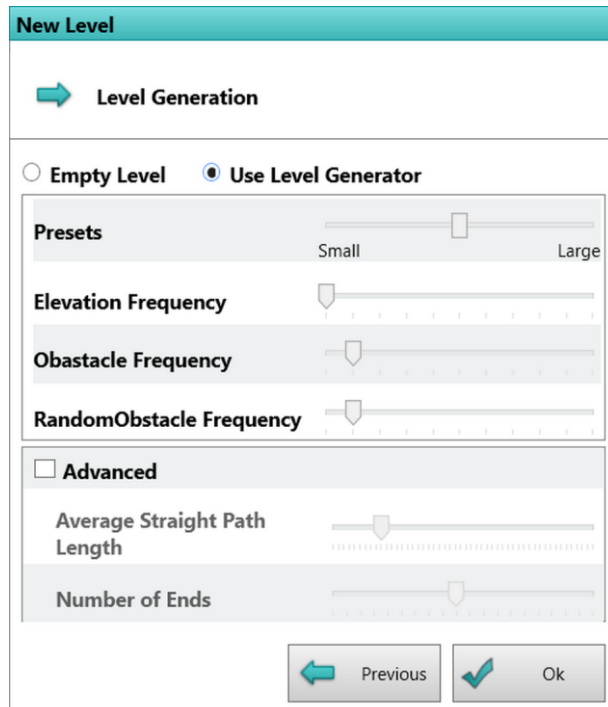 New Level
Level Generation
Empty Level Use Level Generator
Presets
Small Large
Elevation Frequency
Obastacle Frequency
RandomObstacle Frequency
Advanced
Average Straight Path
Length
Number of Ends
Previous Ok